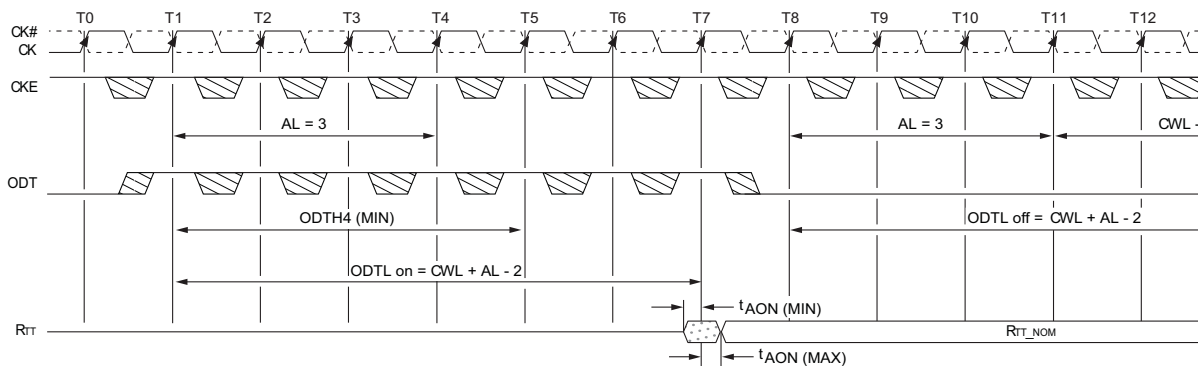 T0 T1 T2 T3 T4 T5 T6 T7 T8 T9 T10 T11 T12
CK#
CK
CKE
AL = 3 AL = 3 CWL -
ODT
ODTH4 (MIN) ODTL off = CWL + AL - 2
ODTL on = CWL + AL - 2
tAON (MIN)
RTT RTT_NOM
tAON (MAX)